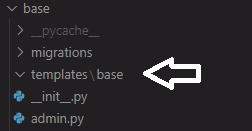 base
__pycache__
migrations
templates\base
__init__.py
admin.py